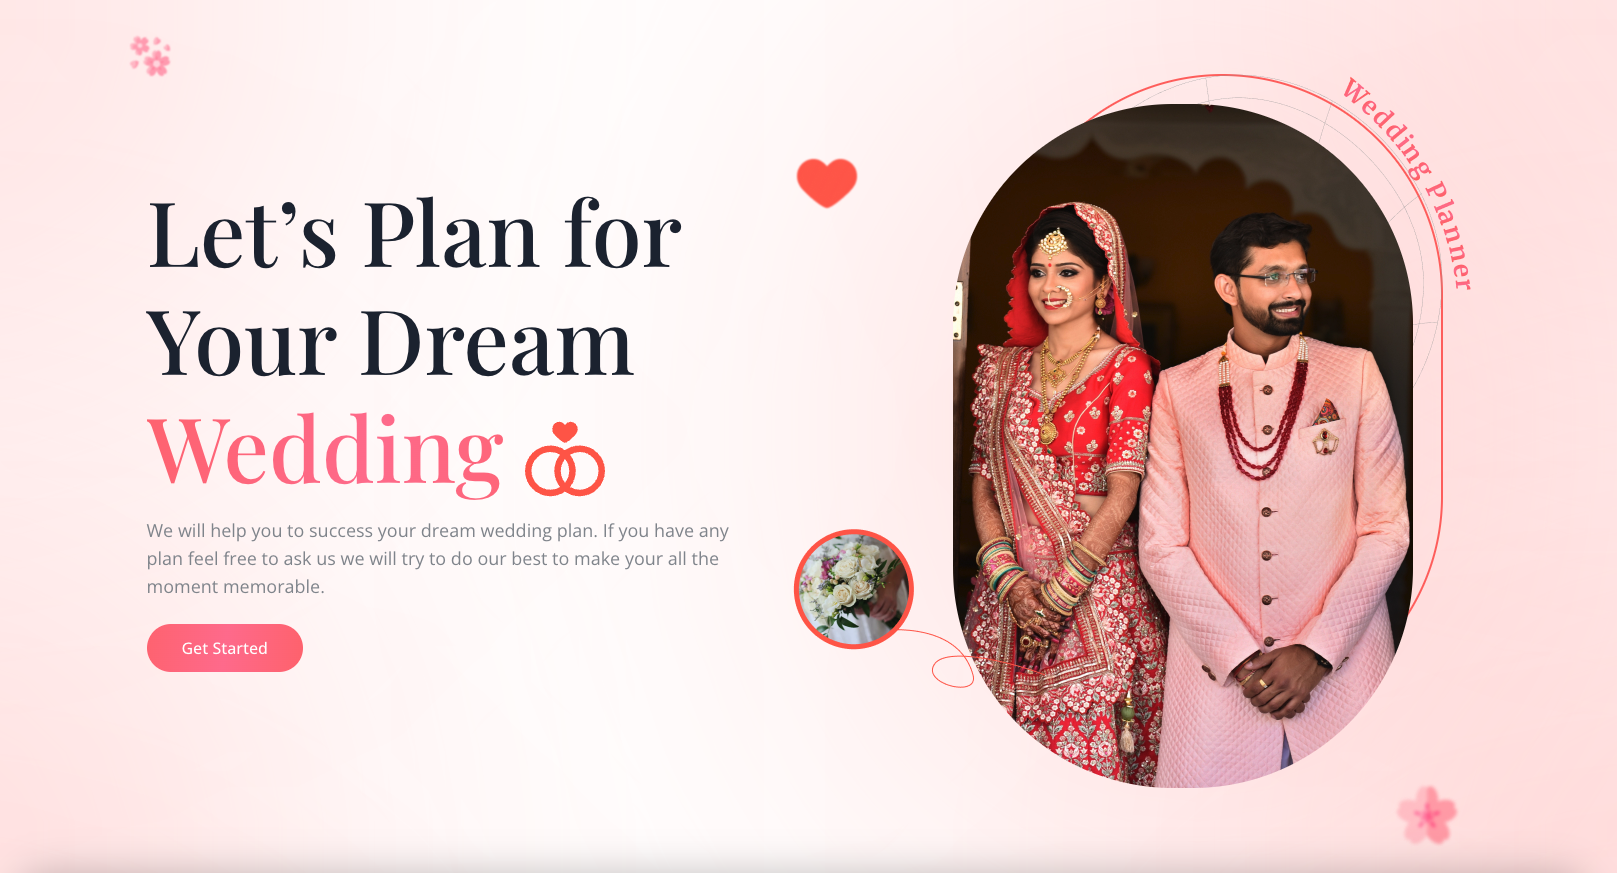 Let’s Plan for
Your Dream
Wedding
We will help you to success your dream wedding plan. If you have any
plan feel free to ask us we will try to do our best to make your all the
moment memorable.
Get Started
Wedding Planner